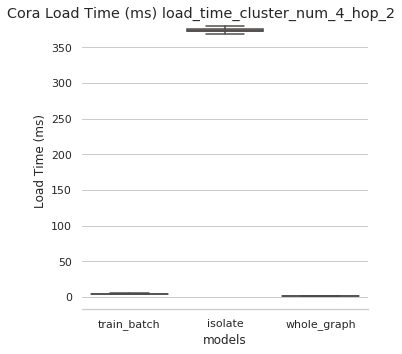 Cora Load Time (ms) load_time_cluster_num_4_hop_2
350
300
250
200
150
100
50
0
Load Time (ms)
train_batch isolate whole_graph
models